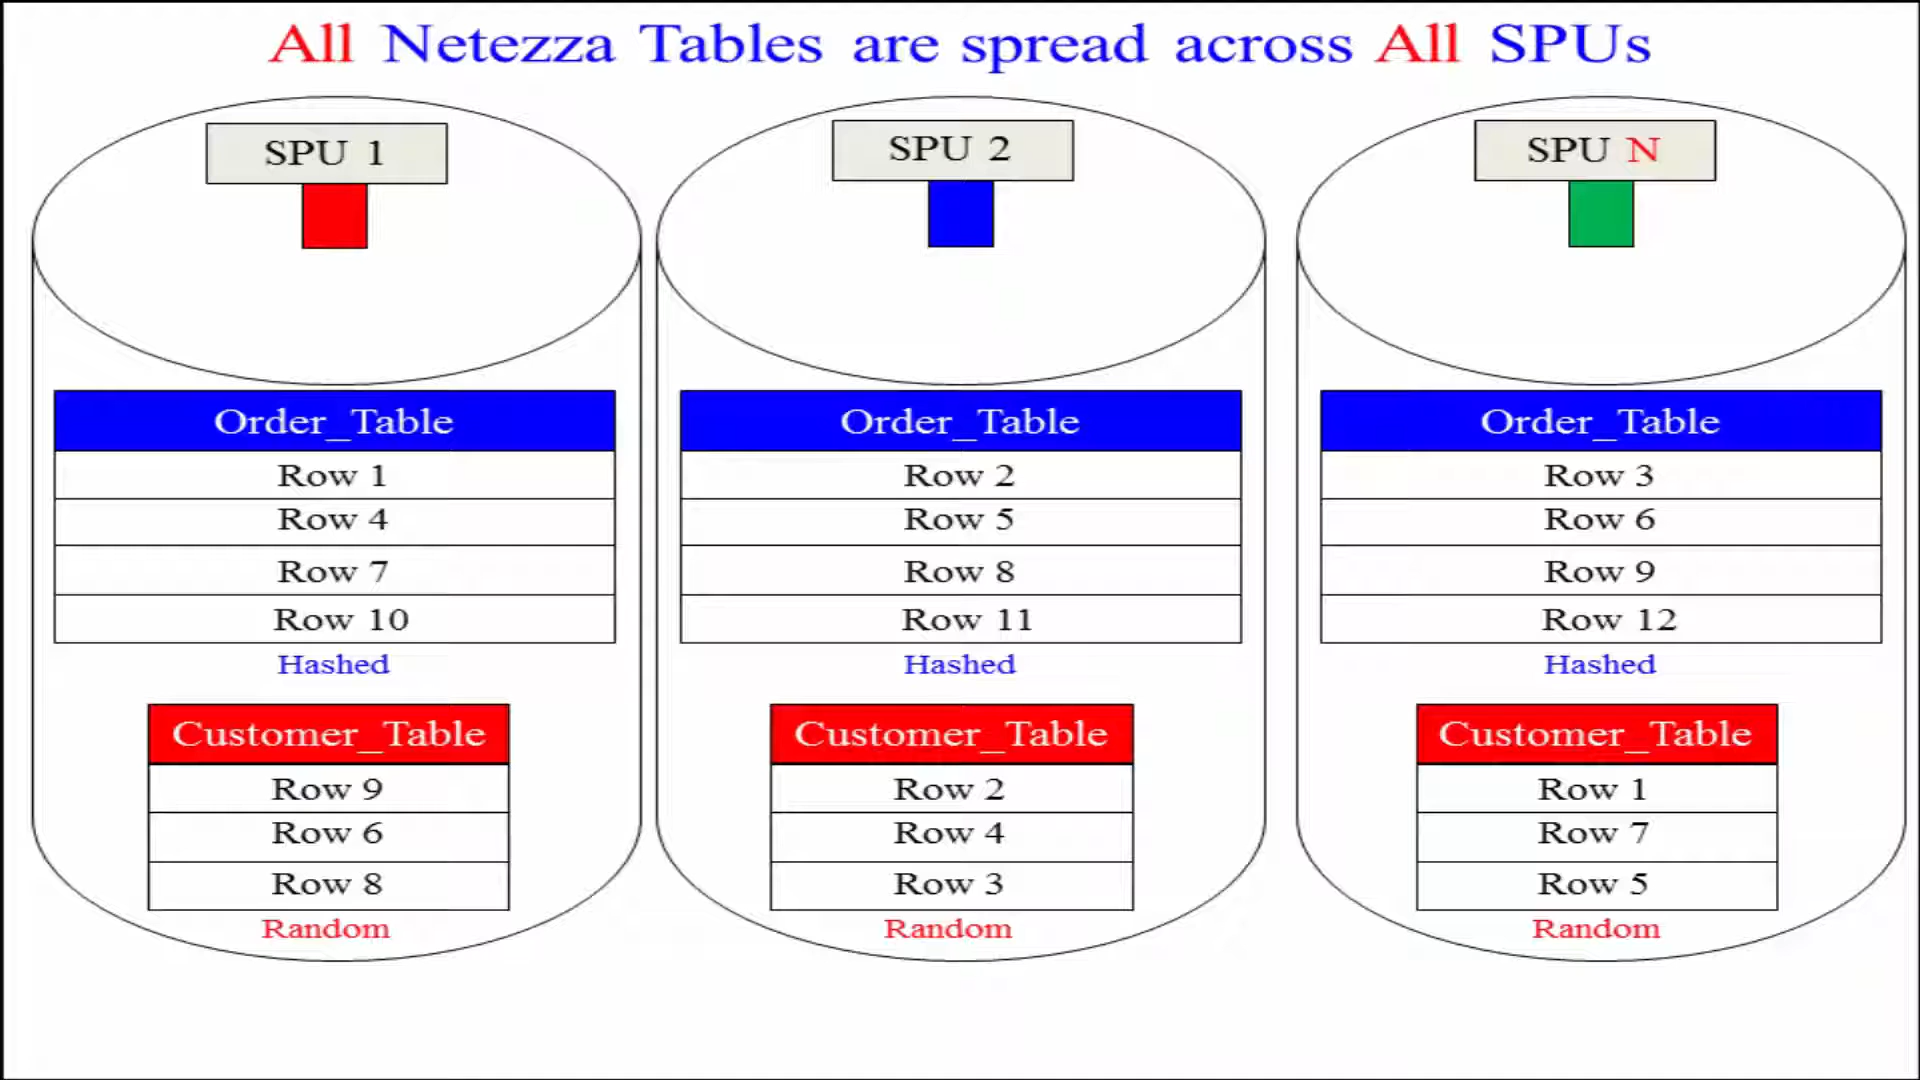 All Netezza Tables are spread across All SPUs
SPU 1
SPU 2
SPU N
Order_Table
Row 1
Row 4
Row 7
Row 10
Hashed
Customer_Table
Row 9
Row 6
Row 8
Random
Order_Table
Row 2
Row 5
Row 8
Row 11
Hashed
Customer_Table
Row 2
Row 4
Row 3
Random
Order_Table
Row 3
Row 6
Row 9
Row 12
Hashed
Customer_Table
Row 1
Row 7
Row 5
Random